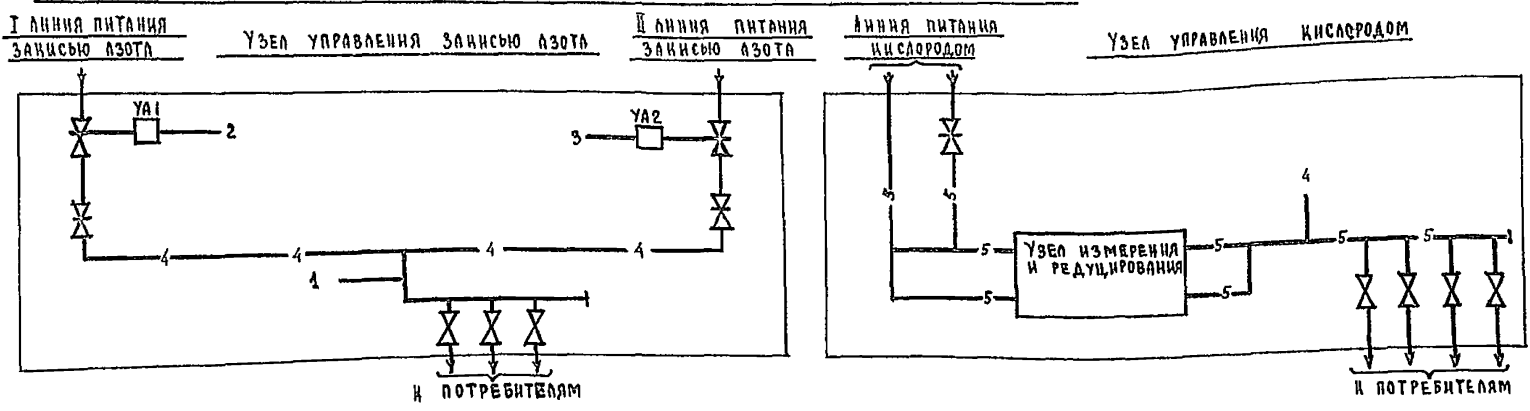 I ЛИНИЯ ПИТАНИЯ
ЗАКИСЬЮ АЗОТА
УЗЕЛ УПРАВЛЕНИЯ ЗАКИСЬЮ АЗОТА
II ЛИНИЯ ПИТАНИЯ
ЗАКИСЬЮ АЗОТА
ЛИНИЯ ПИТАНИЯ
КИСЛОРОДОМ
УЗЕЛ УПРАВЛЕНИЯ КИСЛОРОДОМ
YA1
2
3
YA2
4
4
4
4
1
К ПОТРЕБИТЕЛЯМ
5
5
4
5
5
УЗЕЛ ИЗМЕРЕНИЯ
И РЕДУЦИРОВАНИЯ
5
5
5
5
К ПОТРЕБИТЕЛЯМ